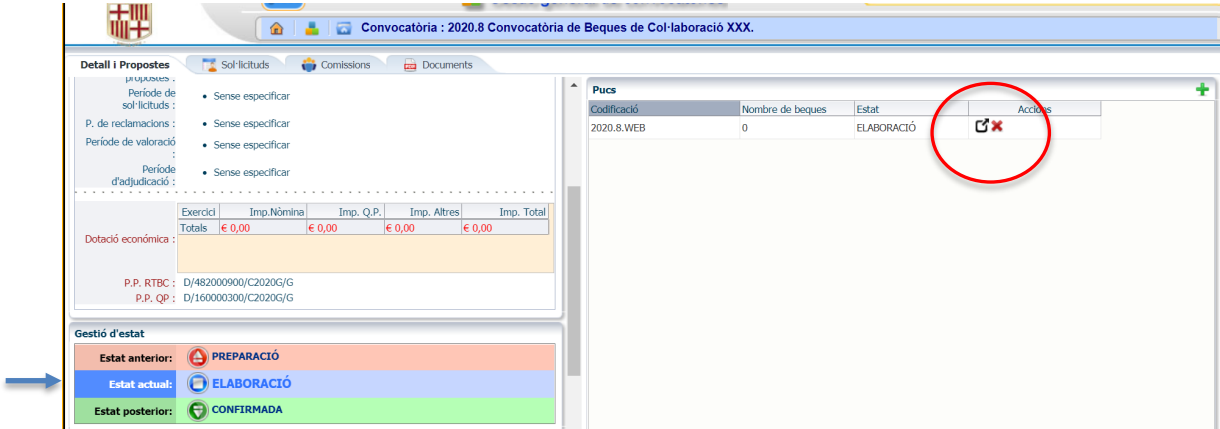 Convocatòria : 2020.8 Convocatòria de Beques de Col·laboració XXX.
Detall i Propostes Sol·licituds Comissions Documents
propostes :
Període de sol·licituds : • Sense especificar
P. de reclamacions : • Sense especificar
Període de valoració : • Sense especificar
Període d'adjudicació : • Sense especificar
Exercici Imp.Nòmina Imp. Q.P. Imp. Altres Imp. Total
Totals € 0,00 € 0,00 € 0,00 € 0,00
Dotació económica :
P.P. RTBC : D/482000900/C2020G/G
P.P. QP : D/160000300/C2020G/G
Gestió d'estat
Estat anterior: PREPARACIÓ
Estat actual: ELABORACIÓ
Estat posterior: CONFIRMADA
Pucs
Codificació Nombre de beques Estat Accions
2020.8.WEB 0 ELABORACIÓ